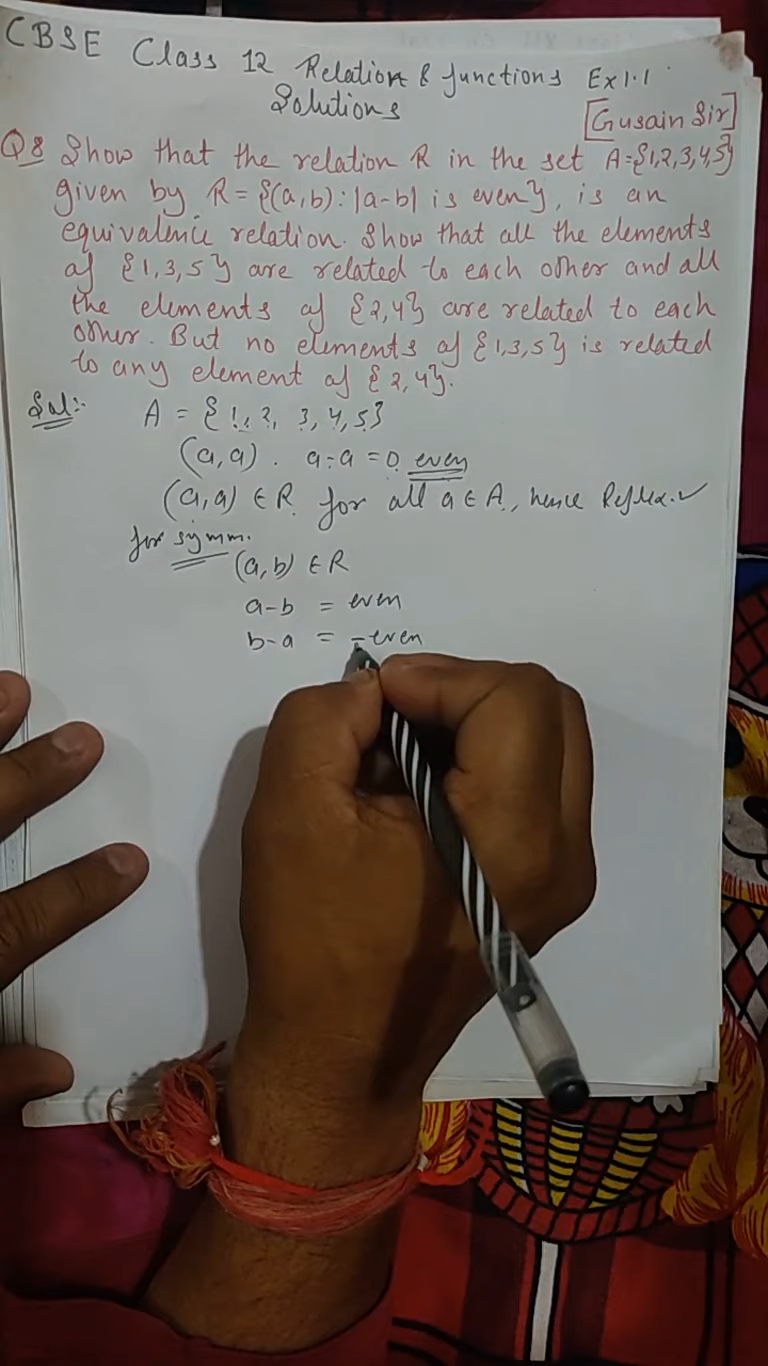 CBSE Class 12 Relation & functions Ex 1.1
Solutions
[Gusain Sir]
Q8 Show that the relation R in the set A={1,2,3,4,5}
given by R = {(a,b) : |a-b| is even}, is an
equivalence relation. Show that all the elements
of {1,3,5} are related to each other and all
the elements of {2,4} are related to each
other. But no elements of {1,3,5} is related
to any element of {2,4}.
Sol:- A = {1, 2, 3, 4, 5}
(a,a). a-a = 0 even
(a,a) ∈ R for all a ∈ A, hence Reflex. ✓
for symm.
(a,b) ∈ R
a-b = even
b-a = -even